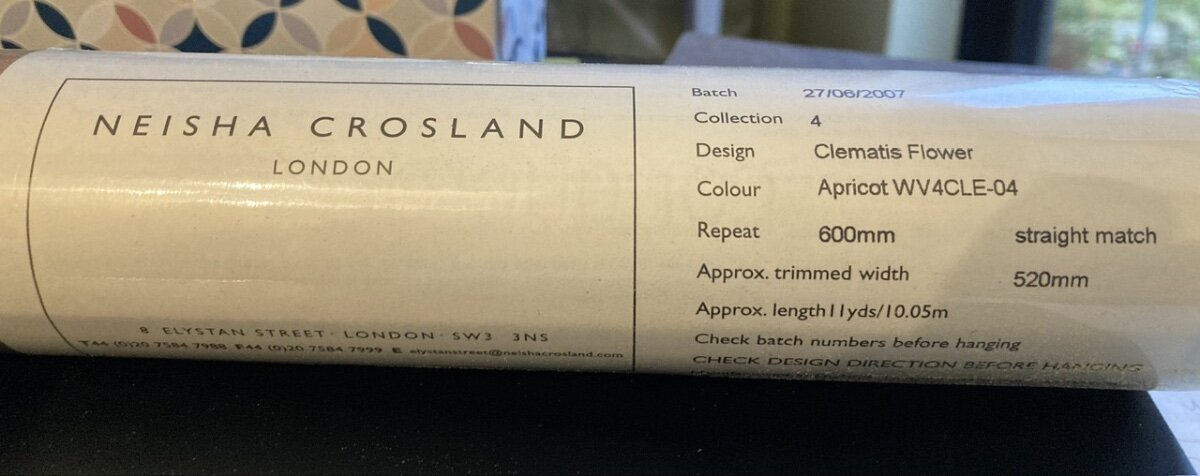 NEISHA CROSLAND
LONDON
8 ELYSTAN STREET · LONDON · SW3 3NS
T44 (0)20 7584 7988 F44 (0)20 7584 7999 E elystanstreet@neishacrosland.com
Batch 27/06/2007
Collection 4
Design Clematis Flower
Colour Apricot WV4CLE-04
Repeat 600mm straight match
Approx. trimmed width 520mm
Approx. length 11yds/10.05m
Check batch numbers before hanging
CHECK DESIGN DIRECTION BEFORE HANGING